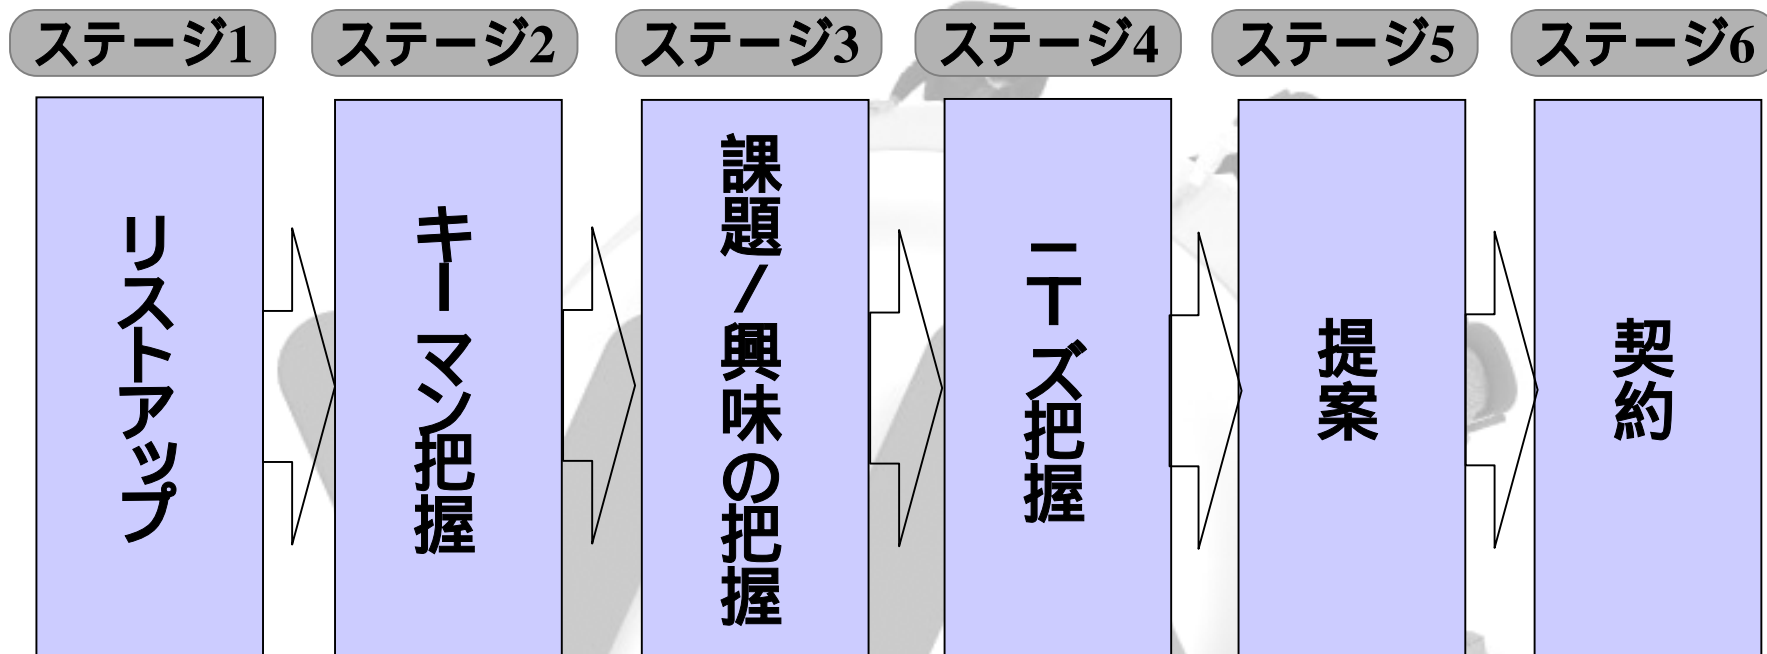 ステージ1
ステージ2
ステージ3
ステージ4
ステージ5
ステージ6
リストアップ
キーマン把握
課題/興味の把握
ニーズ把握
提案
契約